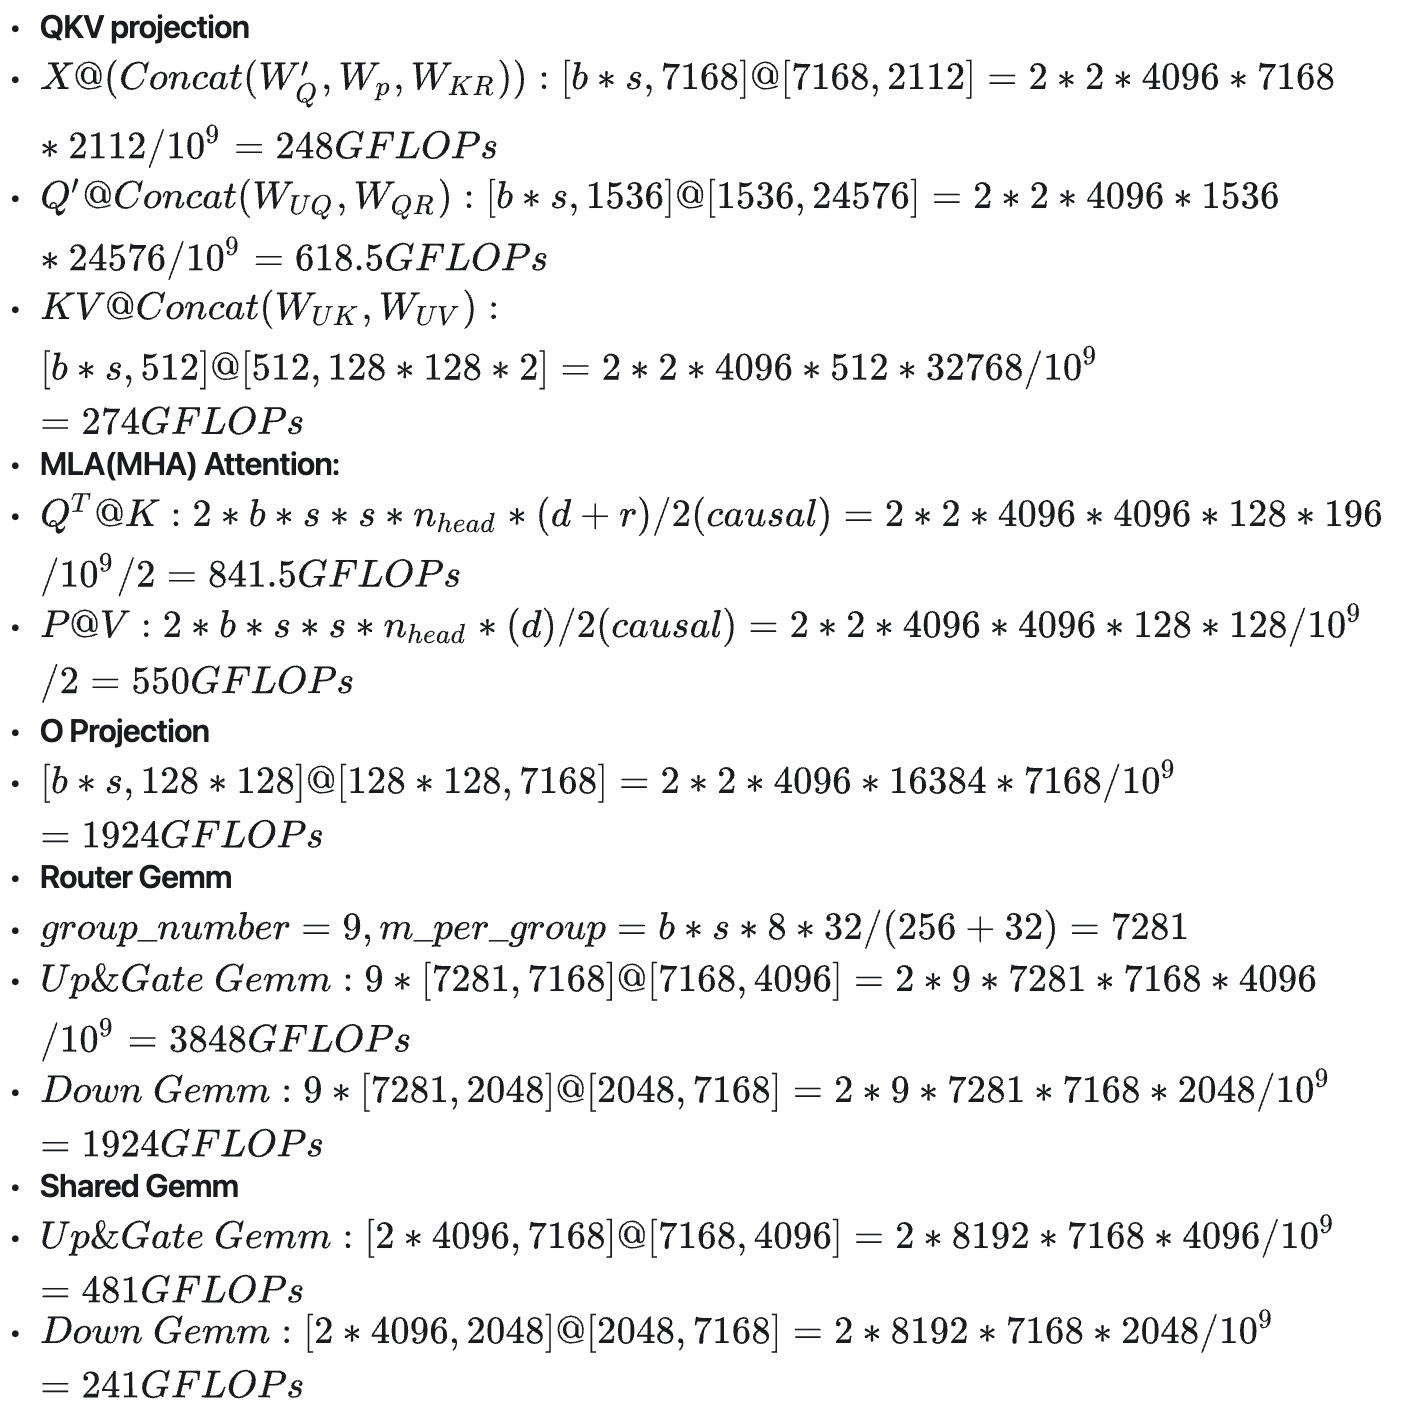 • QKV projection
• X@(Concat(W'_Q, W_p, W_{KR})) : [b * s, 7168]@[7168, 2112] = 2 * 2 * 4096 * 7168
* 2112/10^9 = 248GFLOPs
• Q'@Concat(W_{UQ}, W_{QR}) : [b * s, 1536]@[1536, 24576] = 2 * 2 * 4096 * 1536
* 24576/10^9 = 618.5GFLOPs
• KV@Concat(W_{UK}, W_{UV}) :
[b * s, 512]@[512, 128 * 128 * 2] = 2 * 2 * 4096 * 512 * 32768/10^9
= 274GFLOPs
• MLA(MHA) Attention:
• Q^T@K : 2 * b * s * s * n_{head} * (d + r)/2(causal) = 2 * 2 * 4096 * 4096 * 128 * 196
/10^9/2 = 841.5GFLOPs
• P@V : 2 * b * s * s * n_{head} * (d)/2(causal) = 2 * 2 * 4096 * 4096 * 128 * 128/10^9
/2 = 550GFLOPs
• O Projection
• [b * s, 128 * 128]@[128 * 128, 7168] = 2 * 2 * 4096 * 16384 * 7168/10^9
= 1924GFLOPs
• Router Gemm
• group_number = 9, m_per_group = b * s * 8 * 32/(256 + 32) = 7281
• Up&Gate Gemm : 9 * [7281, 7168]@[7168, 4096] = 2 * 9 * 7281 * 7168 * 4096
/10^9 = 3848GFLOPs
• Down Gemm : 9 * [7281, 2048]@[2048, 7168] = 2 * 9 * 7281 * 7168 * 2048/10^9
= 1924GFLOPs
• Shared Gemm
• Up&Gate Gemm : [2 * 4096, 7168]@[7168, 4096] = 2 * 8192 * 7168 * 4096/10^9
= 481GFLOPs
• Down Gemm : [2 * 4096, 2048]@[2048, 7168] = 2 * 8192 * 7168 * 2048/10^9
= 241GFLOPs